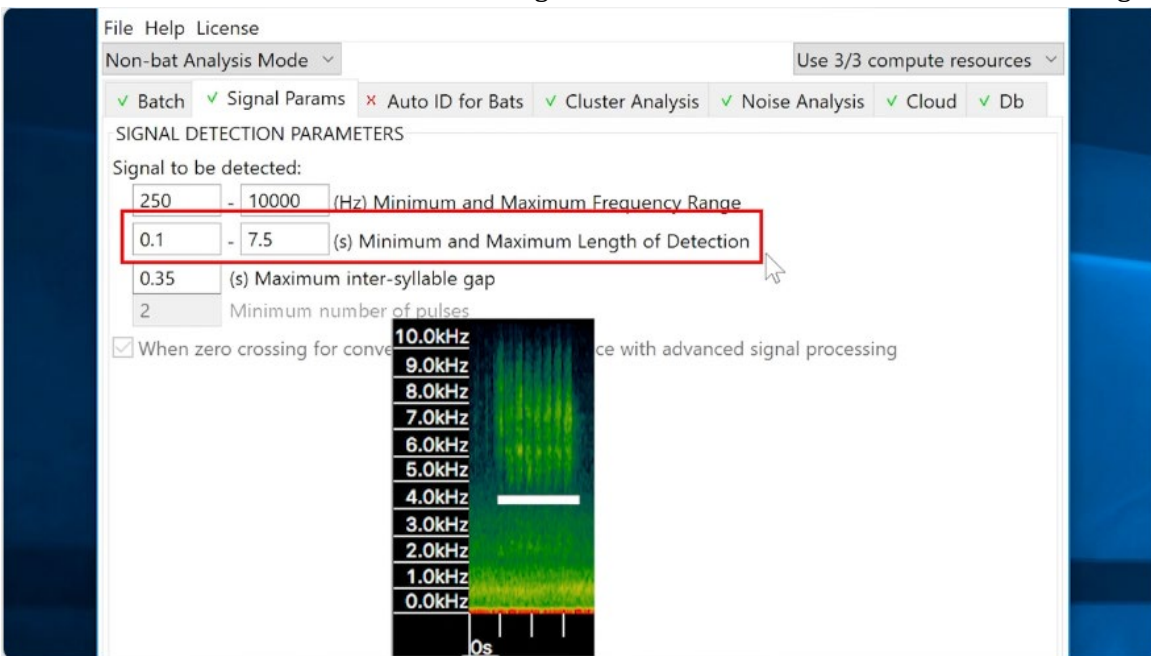 File Help License
Non-bat Analysis Mode Use 3/3 compute resources
Batch Signal Params Auto ID for Bats Cluster Analysis Noise Analysis Cloud Db
SIGNAL DETECTION PARAMETERS
Signal to be detected:
250 - 10000 (Hz) Minimum and Maximum Frequency Range
0.1 - 7.5 (s) Minimum and Maximum Length of Detection
0.35 (s) Maximum inter-syllable gap
2 Minimum number of pulses
When zero crossing for conve ce with advanced signal processing
10.0kHz
9.0kHz
8.0kHz
7.0kHz
6.0kHz
5.0kHz
4.0kHz
3.0kHz
2.0kHz
1.0kHz
0.0kHz
0s